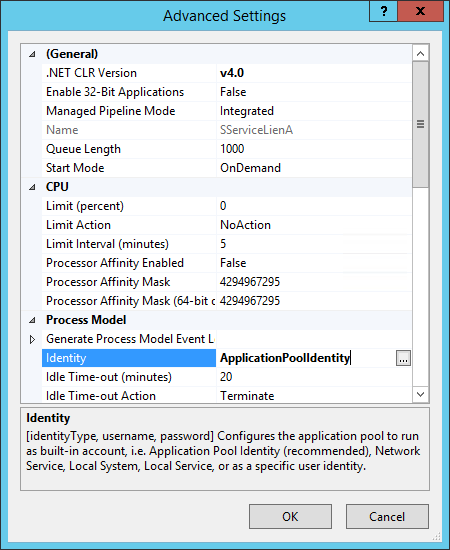 Advanced Settings
? X
(General)
.NET CLR Version v4.0
Enable 32-Bit Applications False
Managed Pipeline Mode Integrated
Name SServiceLienA
Queue Length 1000
Start Mode OnDemand
CPU
Limit (percent) 0
Limit Action NoAction
Limit Interval (minutes) 5
Processor Affinity Enabled False
Processor Affinity Mask 4294967295
Processor Affinity Mask (64-bit o 4294967295
Process Model
Generate Process Model Event L
Identity ApplicationPoolIdentity ...
Idle Time-out (minutes) 20
Idle Time-out Action Terminate
Identity
[identityType, username, password] Configures the application pool to run
as built-in account, i.e. Application Pool Identity (recommended), Network
Service, Local System, Local Service, or as a specific user identity.
OK Cancel